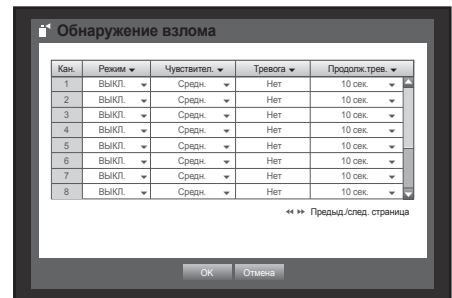 Обнаружение взлома
Кан. Режим Чувствител. Тревога Продолж.трев.
1 ВЫКЛ. Средн. Нет 10 сек.
2 ВЫКЛ. Средн. Нет 10 сек.
3 ВЫКЛ. Средн. Нет 10 сек.
4 ВЫКЛ. Средн. Нет 10 сек.
5 ВЫКЛ. Средн. Нет 10 сек.
6 ВЫКЛ. Средн. Нет 10 сек.
7 ВЫКЛ. Средн. Нет 10 сек.
8 ВЫКЛ. Средн. Нет 10 сек.
Предыд./след. страница
OK Отмена